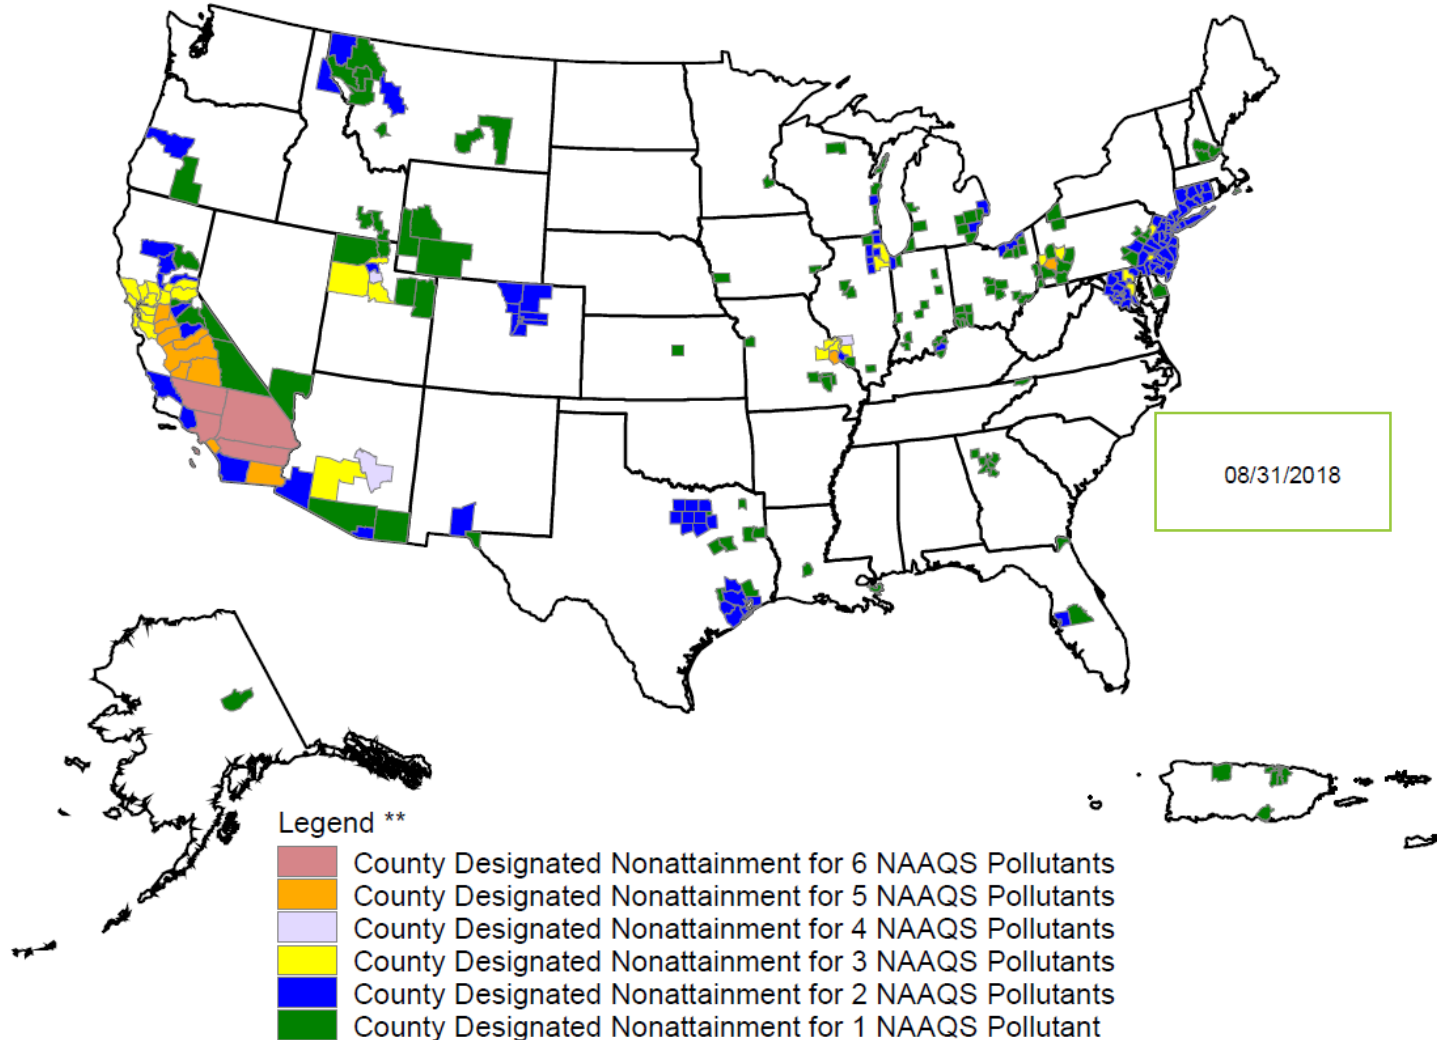 08/31/2018
Legend **
County Designated Nonattainment for 6 NAAQS Pollutants
County Designated Nonattainment for 5 NAAQS Pollutants
County Designated Nonattainment for 4 NAAQS Pollutants
County Designated Nonattainment for 3 NAAQS Pollutants
County Designated Nonattainment for 2 NAAQS Pollutants
County Designated Nonattainment for 1 NAAQS Pollutant